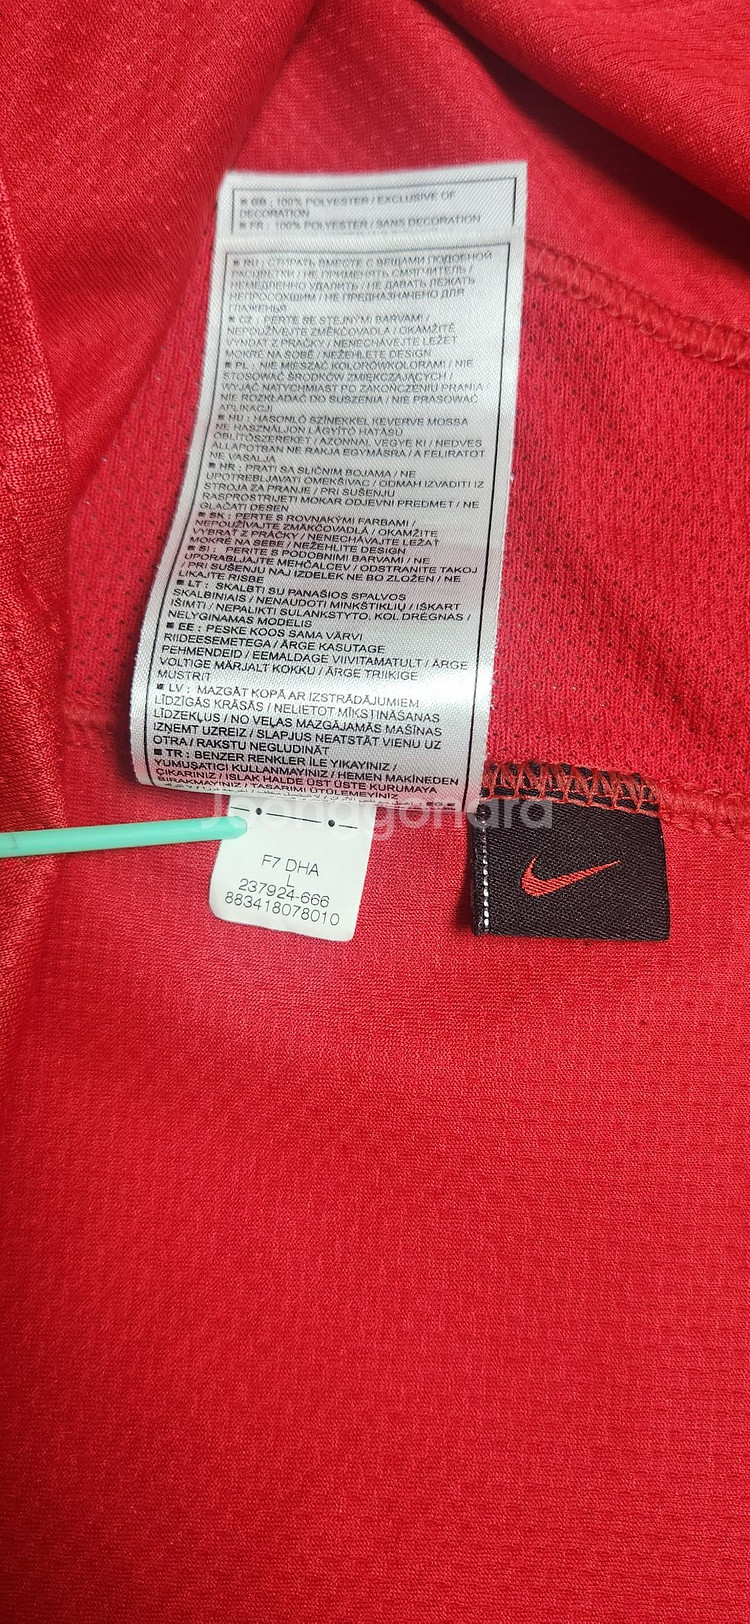 ■ GB : 100% POLYESTER / EXCLUSIVE OF
DECORATION
■ FR : 100% POLYESTER / SANS DECORATION
■ RU : СТИРАТЬ ВМЕСТЕ С ВЕЩАМИ ПОДОБНОЙ
РАСЦВЕТКИ / НЕ ПРИМЕНЯТЬ СМЯГЧИТЕЛЬ /
НЕМЕДЛЕННО УДАЛИТЬ / НЕ ДАВАТЬ ЛЕЖАТЬ
НЕПРОСОХШИМ / НЕ ПРЕДНАЗНАЧЕНО ДЛЯ
ГЛАЖЕНЬЯ
■ CZ : PERTE SE STEJNÝMI BARVAMI /
NEPOUŽÍVEJTE ZMĚKČOVADLA / OKAMŽITĚ
VYNDAT Z PRAČKY / NENECHÁVEJTE LEŽET
MOKRÉ NA SOBĚ / NEŽEHLETE DESIGN
■ PL : NIE MIESZAĆ KOLORÓWKOLORAMI / NIE
STOSOWAĆ ŚRODKÓW ZMIĘKCZAJĄCYCH /
WYJĄĆ NATYCHMIAST PO ZAKOŃCZENIU PRANIA /
NIE ROZKŁADAĆ DO SUSZENIA / NIE PRASOWAĆ
APLIKACJI
■ HU : HASONLÓ SZÍNEKKEL KEVERVE MOSSA
NE HASZNÁLJON LÁGYÍTÓ HATÁSÚ
ÖBLÍTŐSZEREKET / AZONNAL VEGYE KI / NEDVES
ÁLLAPOTBAN NE RAKJA EGYMÁSRA / A FELIRATOT
NE VASALJA
■ HR : PRATI SA SLIČNIM BOJAMA / NE
UPOTREBLJAVATI OMEKŠIVAČ / ODMAH IZVADITI IZ
STROJA ZA PRANJE / PRI SUŠENJU
RASPROSTRIJETI MOKAR ODJEVNI PREDMET / NE
GLAČATI DESEN
■ SK : PERTE S ROVNAKÝMI FARBAMI /
NEPOUŽÍVAJTE ZMÄKČOVADLÁ / OKAMŽITE
VYBRAŤ Z PRÁČKY / NENECHÁVAJTE LEŽAŤ
MOKRÉ NA SEBE / NEŽEHLITE DESIGN
■ SI : PERITE S PODOBNIMI BARVAMI / NE
UPORABLJAJTE MEHČALCEV / ODSTRANITE TAKOJ
/ PRI SUŠENJU NAJ IZDELEK NE BO ZLOŽEN / NE
LIKAJTE RISBE
■ LT : SKALBTI SU PANAŠIOS SPALVOS
SKALBINIAIS / NENAUDOTI MINKŠTIKLIŲ / IŠKART
IŠIMTI / NEPALIKTI SULANKSTYTO, KOL DRĖGNAS /
NELYGINAMAS MODELIS
■ EE : PESKE KOOS SAMA VÄRVI
RIIDEESEMETEGA / ÄRGE KASUTAGE
PEHMENDEID / EEMALDAGE VIIVITAMATULT / ÄRGE
VOLTIGE MÄRJALT KOKKU / ÄRGE TRIIKIGE
MUSTRIT
■ LV : MAZGĀT KOPĀ AR IZSTRĀDĀJUMIEM
LĪDZĪGĀS KRĀSĀS / NELIETOT MĪKSTINĀŠANAS
LĪDZEKĻUS / NO VEĻAS MAZGĀJAMĀS MAŠĪNAS
IZŅEMT UZREIZ / SLAPJUS NEATSTĀT VIENU UZ
OTRA / RAKSTU NEGLUDINĀT
■ TR : BENZER RENKLER İLE YIKAYINIZ /
YUMUŞATICI KULLANMAYINIZ / HEMEN MAKİNEDEN
ÇIKARINIZ / ISLAK HALDE ÜST ÜSTE KURUMAYA
BIRAKMAYINIZ / TASARIMI ÜTÜLEMEYİNİZ
Joonggonara
F7 DHA
L
237924-666
883418078010